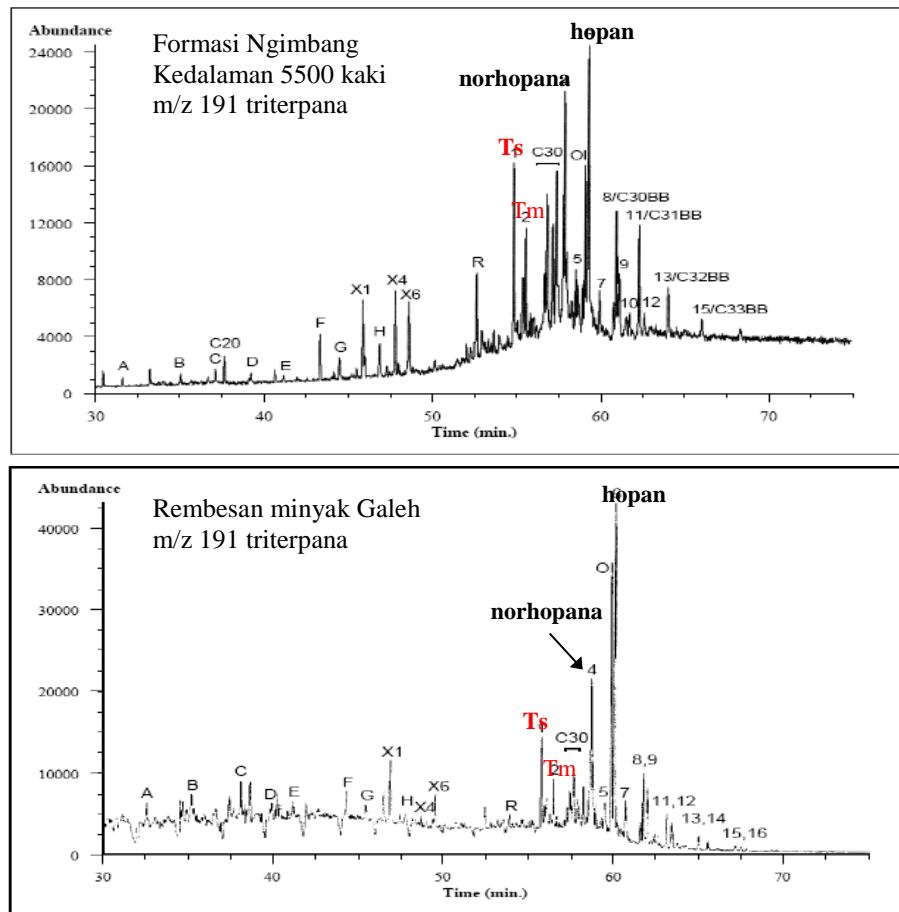 Abundance
Formasi Ngimbang
Kedalaman 5500 kaki
m/z 191 triterpana
hopan
norhopana
24000
20000
16000
12000
8000
4000
0
Ts
Tm
2
C30
OI
8/C30BB
11/C31BB
13/C32BB
15/C33BB
5
7
9
10
12
R
X1
X4
X6
F
G
H
A
B
C
C20
D
E
30
40
50
60
70
Time (min.)
Abundance
Rembesan minyak Galeh
m/z 191 triterpana
hopan
norhopana
40000
30000
20000
10000
0
4
Ts
Tm
2
C30
5
7
8,9
11,12
13,14
15,16
A
B
C
D
E
F
G
H
X1
X4
X6
R
30
40
50
60
70
Time (min.)